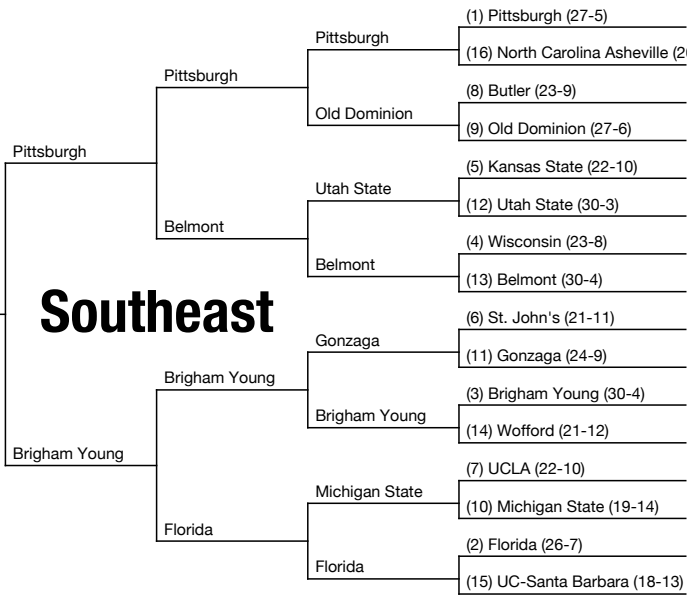 (1) Pittsburgh (27-5)
Pittsburgh
(16) North Carolina Asheville
Pittsburgh
(8) Butler (23-9)
Old Dominion
(9) Old Dominion (27-6)
Pittsburgh
(5) Kansas State (22-10)
Utah State
(12) Utah State (30-3)
Belmont
(4) Wisconsin (23-8)
Belmont
(13) Belmont (30-4)
Southeast
(6) St. John's (21-11)
Gonzaga
(11) Gonzaga (24-9)
Brigham Young
(3) Brigham Young (30-4)
Brigham Young
(14) Wofford (21-12)
Brigham Young
(7) UCLA (22-10)
Michigan State
(10) Michigan State (19-14)
Florida
(2) Florida (26-7)
Florida
(15) UC-Santa Barbara (18-13)